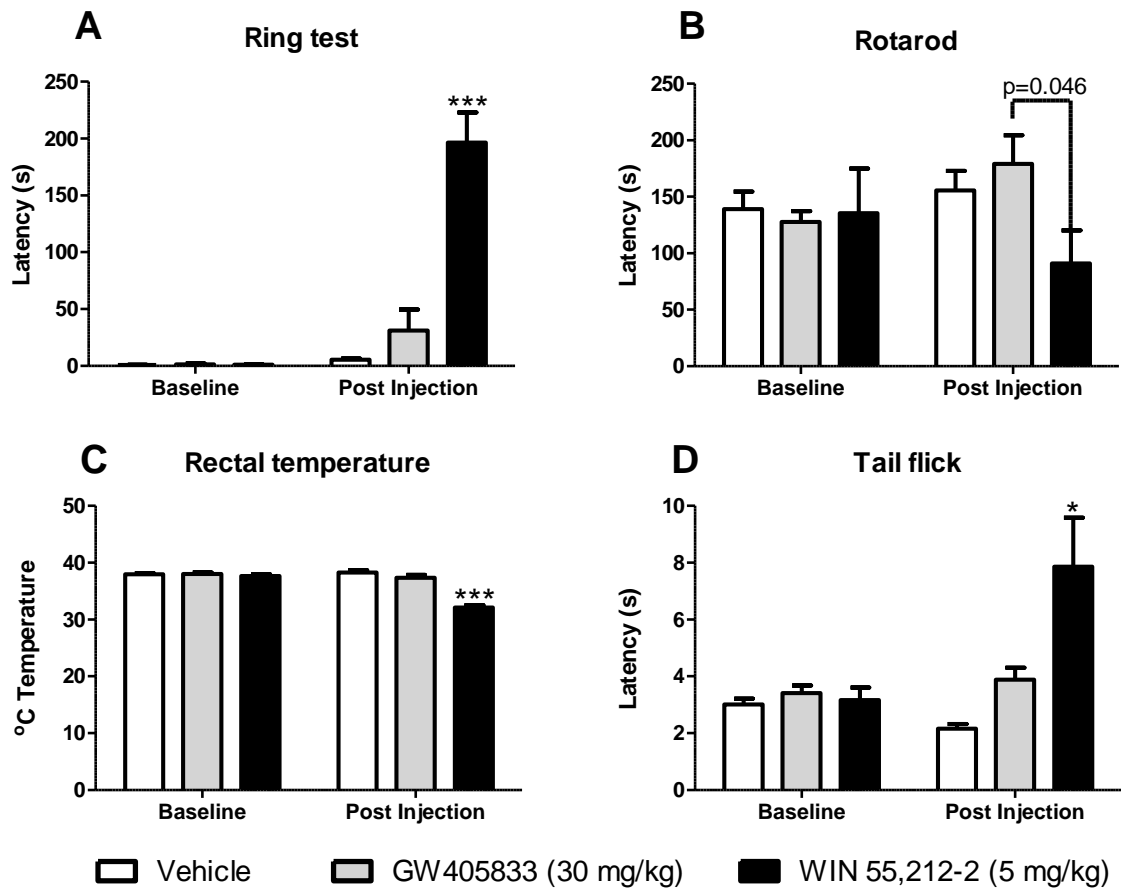 A
Ring test
Latency (s)
250
200
150
100
50
0
***
Baseline
Post Injection
B
Rotarod
Latency (s)
250
200
150
100
50
0
p=0.046
Baseline
Post Injection
C
Rectal temperature
ºC Temperature
50
40
30
20
10
0
***
Baseline
Post Injection
D
Tail flick
Latency (s)
10
8
6
4
2
0
*
Baseline
Post Injection
Vehicle
GW405833 (30 mg/kg)
WIN 55,212-2 (5 mg/kg)